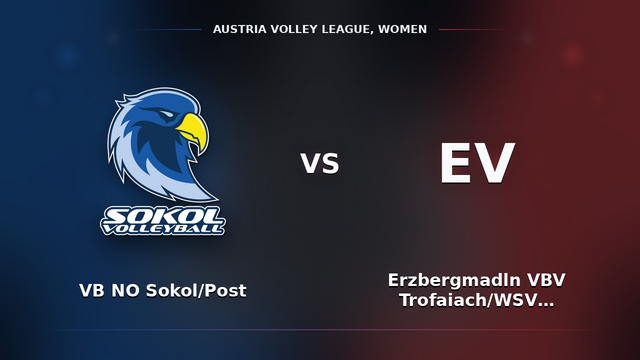 AUSTRIA VOLLEY LEAGUE, WOMEN
SOKOL
VOLLEYBALL
VS
EV
VB NO Sokol/Post
Erzbergmadln VBV
Trofaiach/WSV...